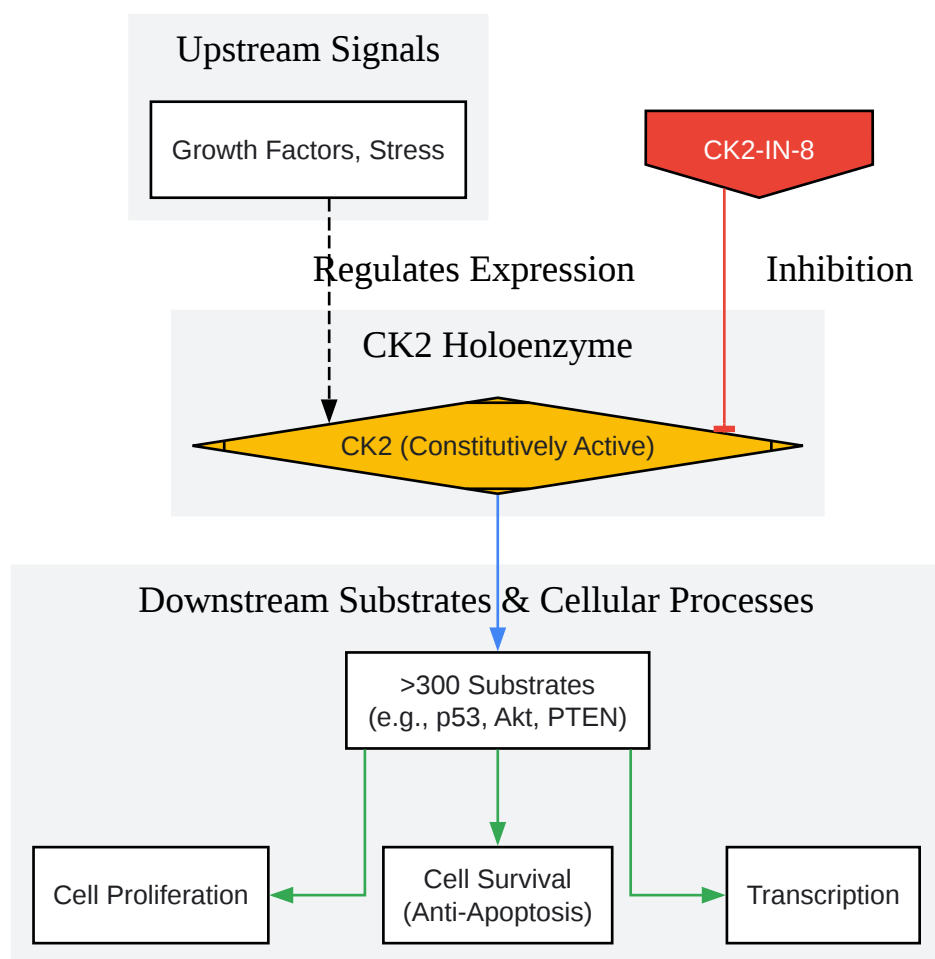 Upstream Signals
Growth Factors, Stress
CK2-IN-8
Regulates Expression
Inhibition
CK2 Holoenzyme
CK2 (Constitutively Active)
Downstream Substrates & Cellular Processes
>300 Substrates
(e.g., p53, Akt, PTEN)
Cell Proliferation
Cell Survival
(Anti-Apoptosis)
Transcription